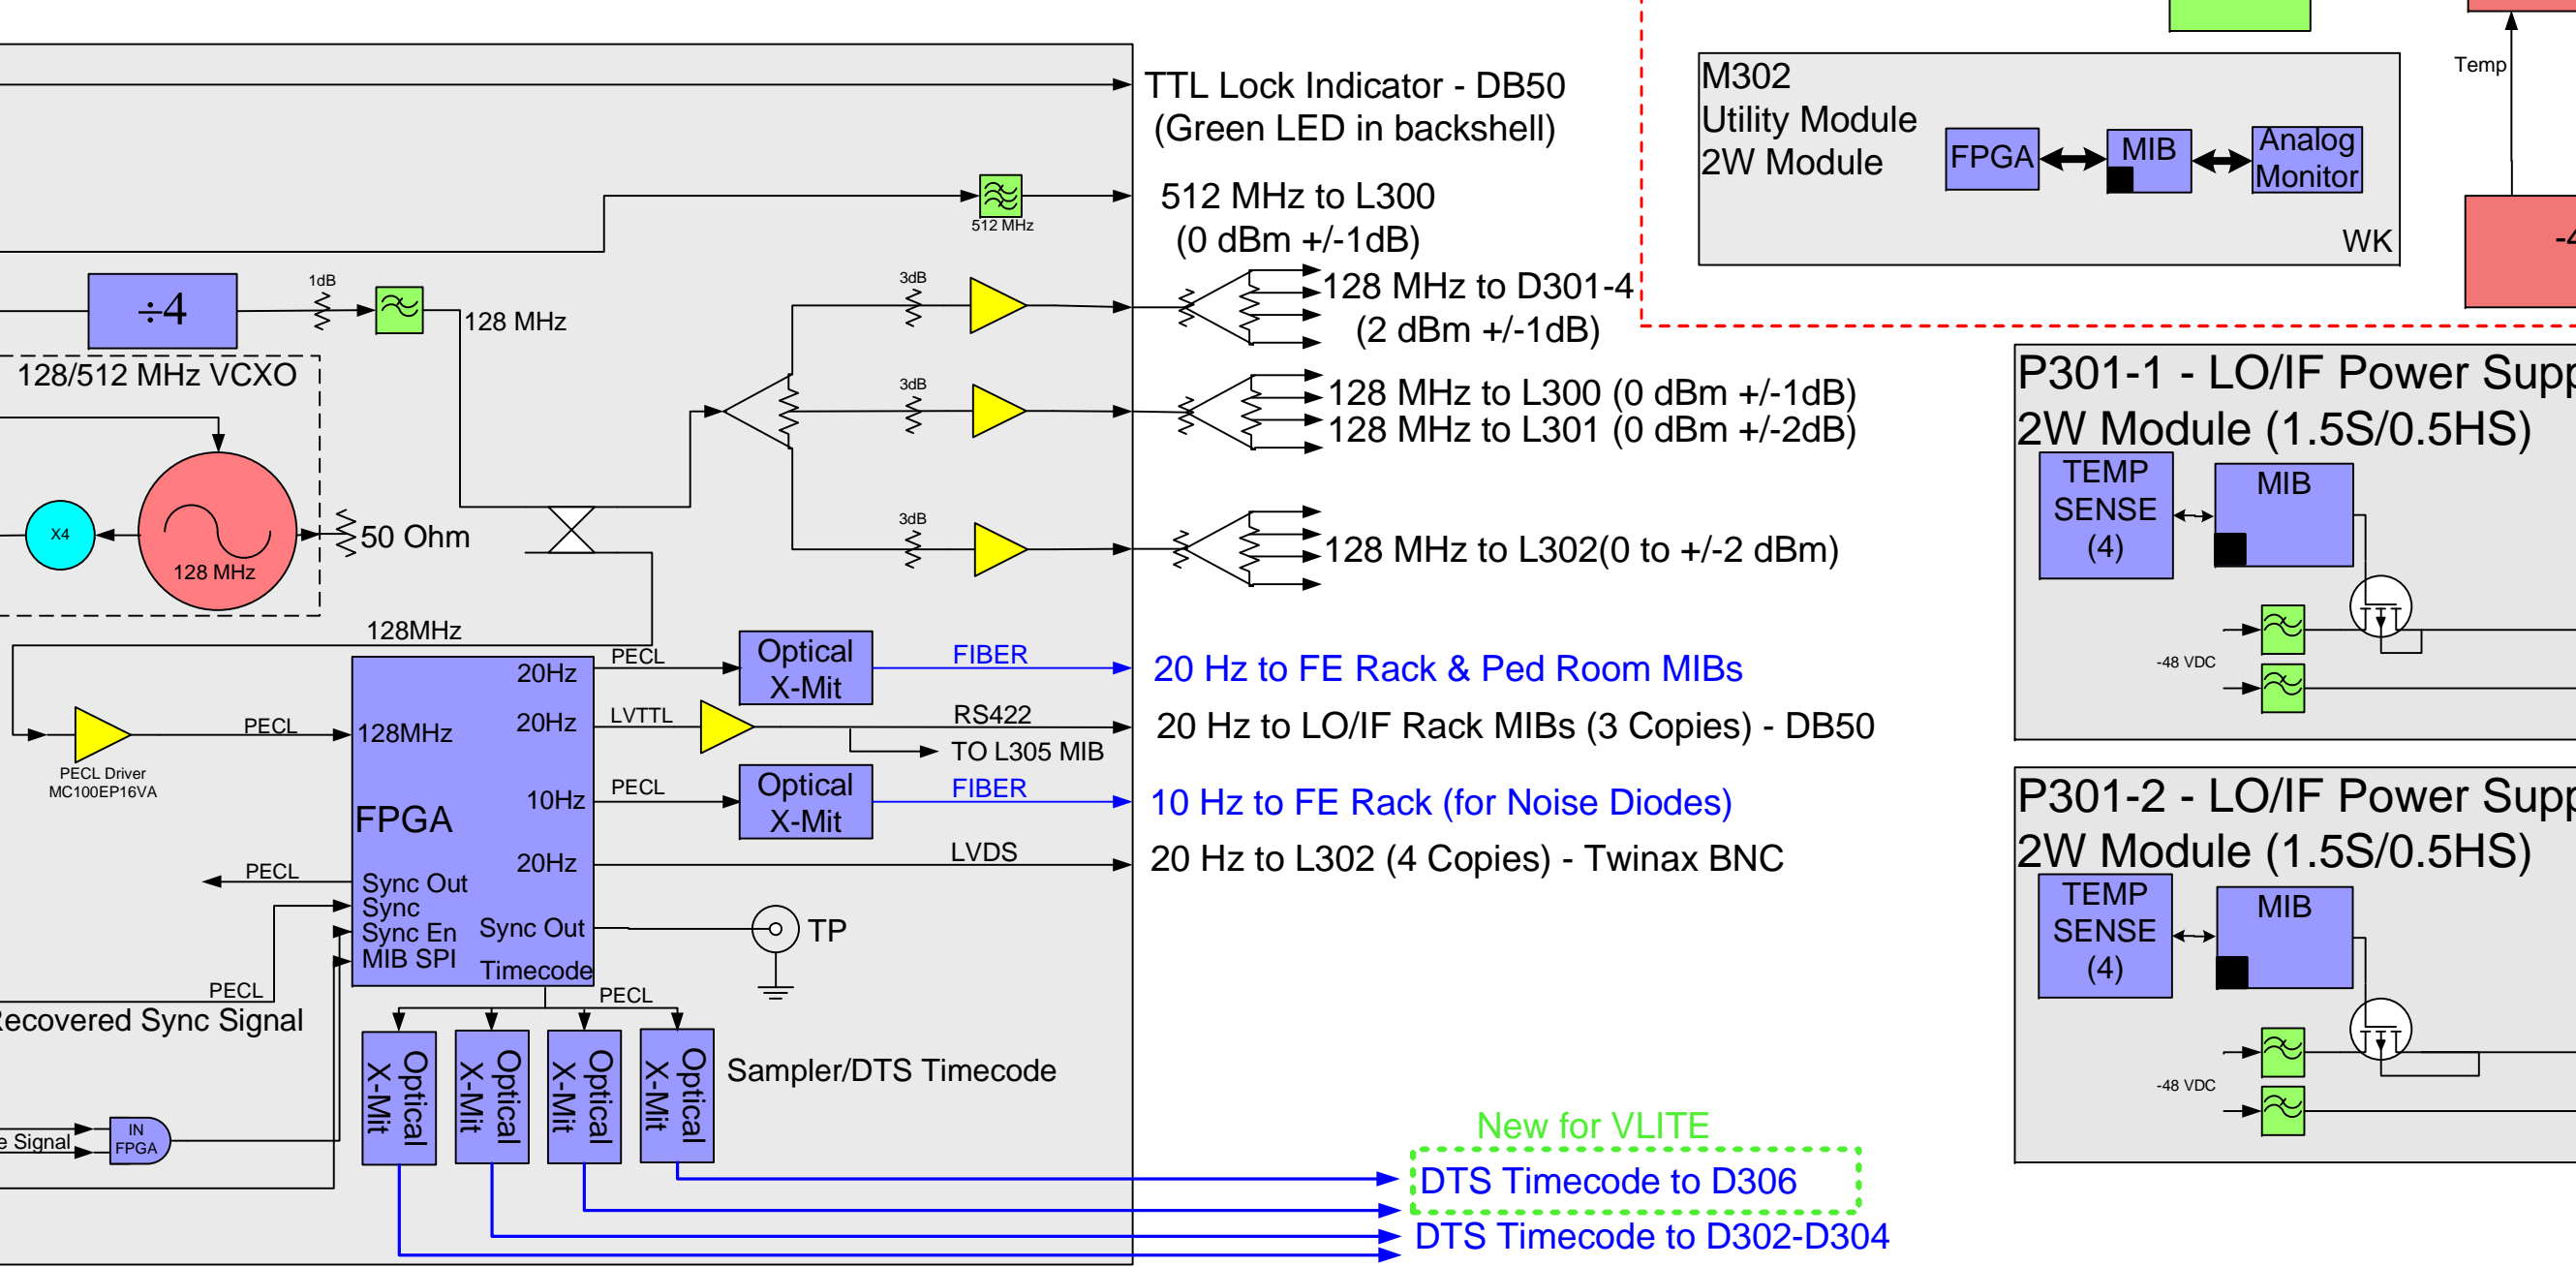 TTL Lock Indicator - DB50
(Green LED in backshell)
512 MHz
512 MHz to L300
(0 dBm +/-1dB)
÷4
1dB
128 MHz
3dB
128 MHz to D301-4
(2 dBm +/-1dB)
128/512 MHz VCXO
X4
128 MHz
50 Ohm
3dB
128 MHz to L300 (0 dBm +/-1dB)
128 MHz to L301 (0 dBm +/-2dB)
3dB
128 MHz to L302(0 to +/-2 dBm)
128MHz
PECL Driver
MC100EP16VA
PECL
128MHz
FPGA
20Hz
20Hz
10Hz
20Hz
Sync Out
Sync
Sync En
MIB SPI
Sync Out
Timecode
PECL
Optical
X-Mit
FIBER
20 Hz to FE Rack & Ped Room MIBs
LVTTL
RS422
20 Hz to LO/IF Rack MIBs (3 Copies) - DB50
TO L305 MIB
PECL
Optical
X-Mit
FIBER
10 Hz to FE Rack (for Noise Diodes)
LVDS
20 Hz to L302 (4 Copies) - Twinax BNC
PECL
TP
PECL
Recovered Sync Signal
PECL
Optical
X-Mit
Optical
X-Mit
Optical
X-Mit
Optical
X-Mit
Sampler/DTS Timecode
e Signal
IN
FPGA
New for VLITE
DTS Timecode to D306
DTS Timecode to D302-D304
M302
Utility Module
2W Module
FPGA
MIB
Analog
Monitor
WK
Temp
-4
P301-1 - LO/IF Power Supp
2W Module (1.5S/0.5HS)
TEMP
SENSE
(4)
MIB
-48 VDC
P301-2 - LO/IF Power Supp
2W Module (1.5S/0.5HS)
TEMP
SENSE
(4)
MIB
-48 VDC